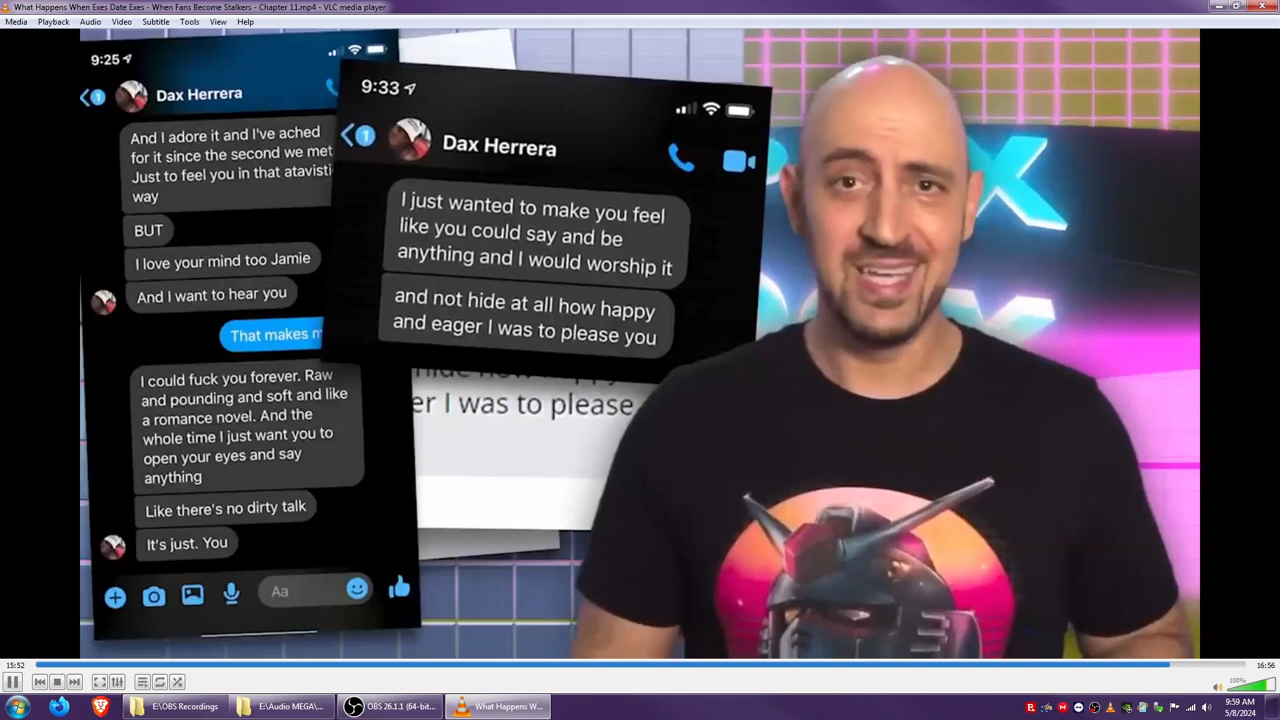 What Happens When Exes Date Exes - When Fans Become Stalkers - Chapter 11.mp4 - VLC media player
Media Playback Audio Video Subtitle Tools View Help
9:25
1
Dax Herrera
And I adore it and I've ached
for it since the second we met
Just to feel you in that atavisti
way
BUT
I love your mind too Jamie
And I want to hear you
That makes m
I could fuck you forever. Raw
and pounding and soft and like
a romance novel. And the
whole time I just want you to
open your eyes and say
anything
Like there's no dirty talk
It's just. You
Aa
9:33
1
Dax Herrera
I just wanted to make you feel
like you could say and be
anything and I would worship it
and not hide at all how happy
and eager I was to please you
er I was to please
15:52
16:56
100%
E:\OBS Recordings
E:\Audio MEGA\...
OBS 26.1.1 (64-bit...
What Happens W...
9:59 AM
5/8/2024